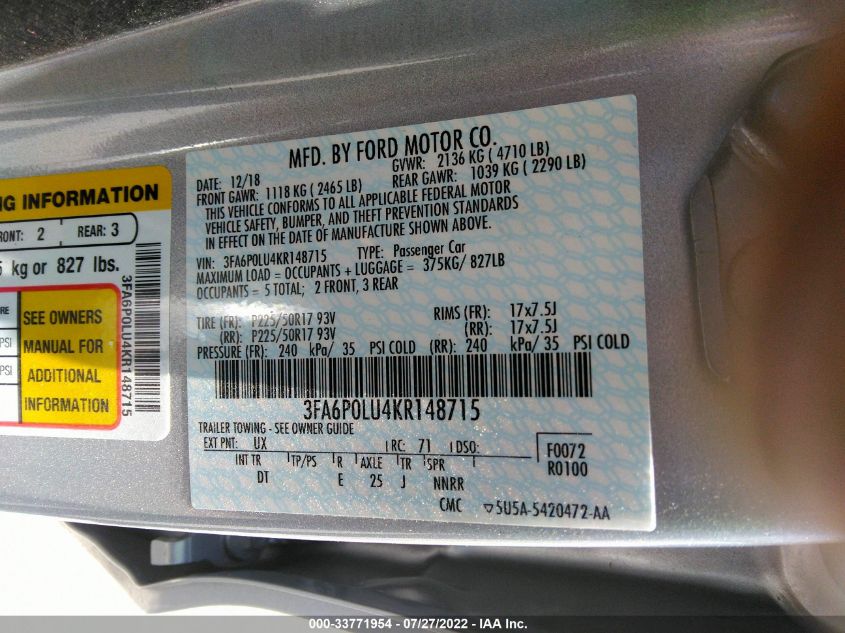 NG INFORMATION
FRONT: 2 REAR: 3
kg or 827 lbs.
SEE OWNERS
MANUAL FOR
ADDITIONAL
INFORMATION
PSI
PSI
3FA6P0LU4KR148715
MFD. BY FORD MOTOR CO.
DATE: 12/18 GVWR: 2136 KG ( 4710 LB)
FRONT GAWR: 1118 KG ( 2465 LB) REAR GAWR: 1039 KG ( 2290 LB)
THIS VEHICLE CONFORMS TO ALL APPLICABLE FEDERAL MOTOR
VEHICLE SAFETY, BUMPER, AND THEFT PREVENTION STANDARDS
IN EFFECT ON THE DATE OF MANUFACTURE SHOWN ABOVE.
VIN: 3FA6P0LU4KR148715 TYPE: Passenger Car
MAXIMUM LOAD = OCCUPANTS + LUGGAGE = 375KG/ 827LB
OCCUPANTS = 5 TOTAL; 2 FRONT, 3 REAR
TIRE (FR): P225/50R17 93V RIMS (FR): 17x7.5J
(RR): P225/50R17 93V (RR): 17x7.5J
PRESSURE (FR): 240 kPa/ 35 PSI COLD (RR): 240 kPa/ 35 PSI COLD
3FA6P0LU4KR148715
TRAILER TOWING - SEE OWNER GUIDE
EXT PNT: UX RC: 71 DSO: F0072
INT TR TP/PS R AXLE TR SPR R0100
DT E 25 J NNRR
CMC ▽5U5A-5420472-AA
000-33771954 - 07/27/2022 - IAA Inc.